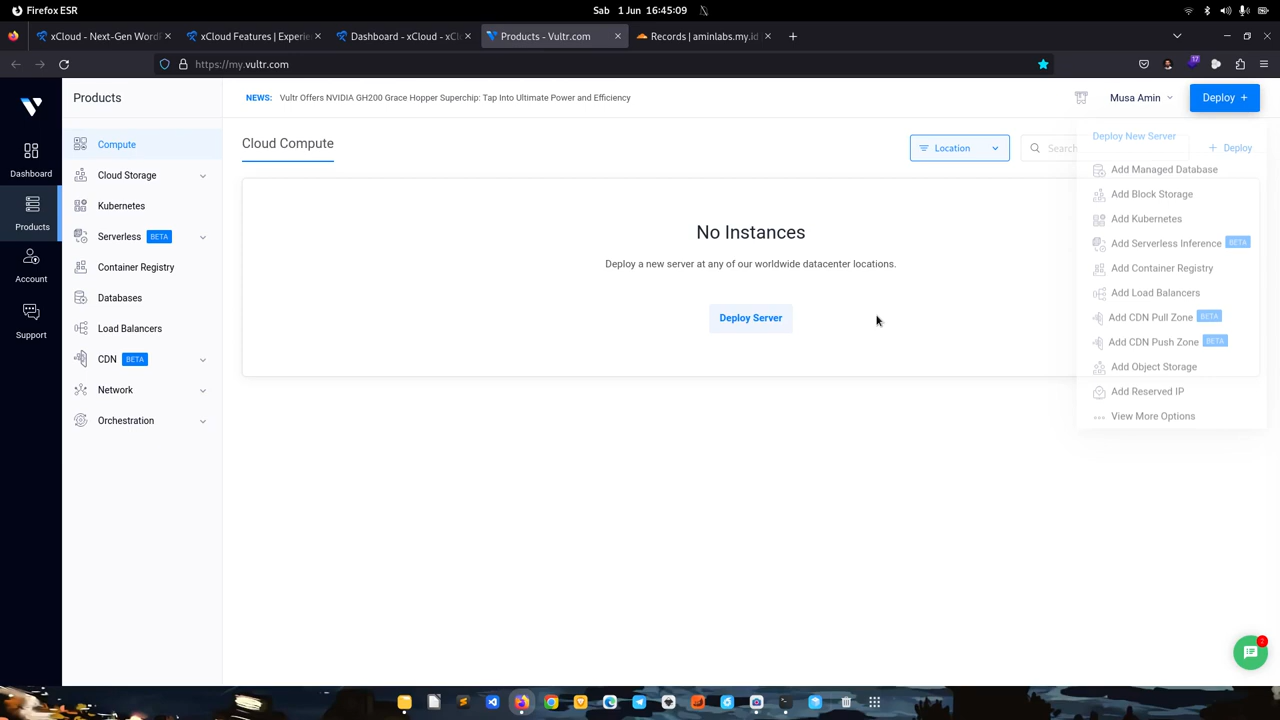 Firefox ESR
Sab 1 Jun 16:45:09
xCloud - Next-Gen WordP
xCloud Features | Experie
Dashboard - xCloud - xCl
Products - Vultr.com
Records | aminlabs.my.id
https://my.vultr.com
17
Products
NEWS: Vultr Offers NVIDIA GH200 Grace Hopper Superchip: Tap Into Ultimate Power and Efficiency
Musa Amin
Deploy +
Dashboard
Products
Account
Support
Compute
Cloud Storage
Kubernetes
Serverless BETA
Container Registry
Databases
Load Balancers
CDN BETA
Network
Orchestration
Cloud Compute
Location
Search
+ Deploy
No Instances
Deploy a new server at any of our worldwide datacenter locations.
Deploy Server
Deploy New Server
Add Managed Database
Add Block Storage
Add Kubernetes
Add Serverless Inference BETA
Add Container Registry
Add Load Balancers
Add CDN Pull Zone BETA
Add CDN Push Zone BETA
Add Object Storage
Add Reserved IP
View More Options